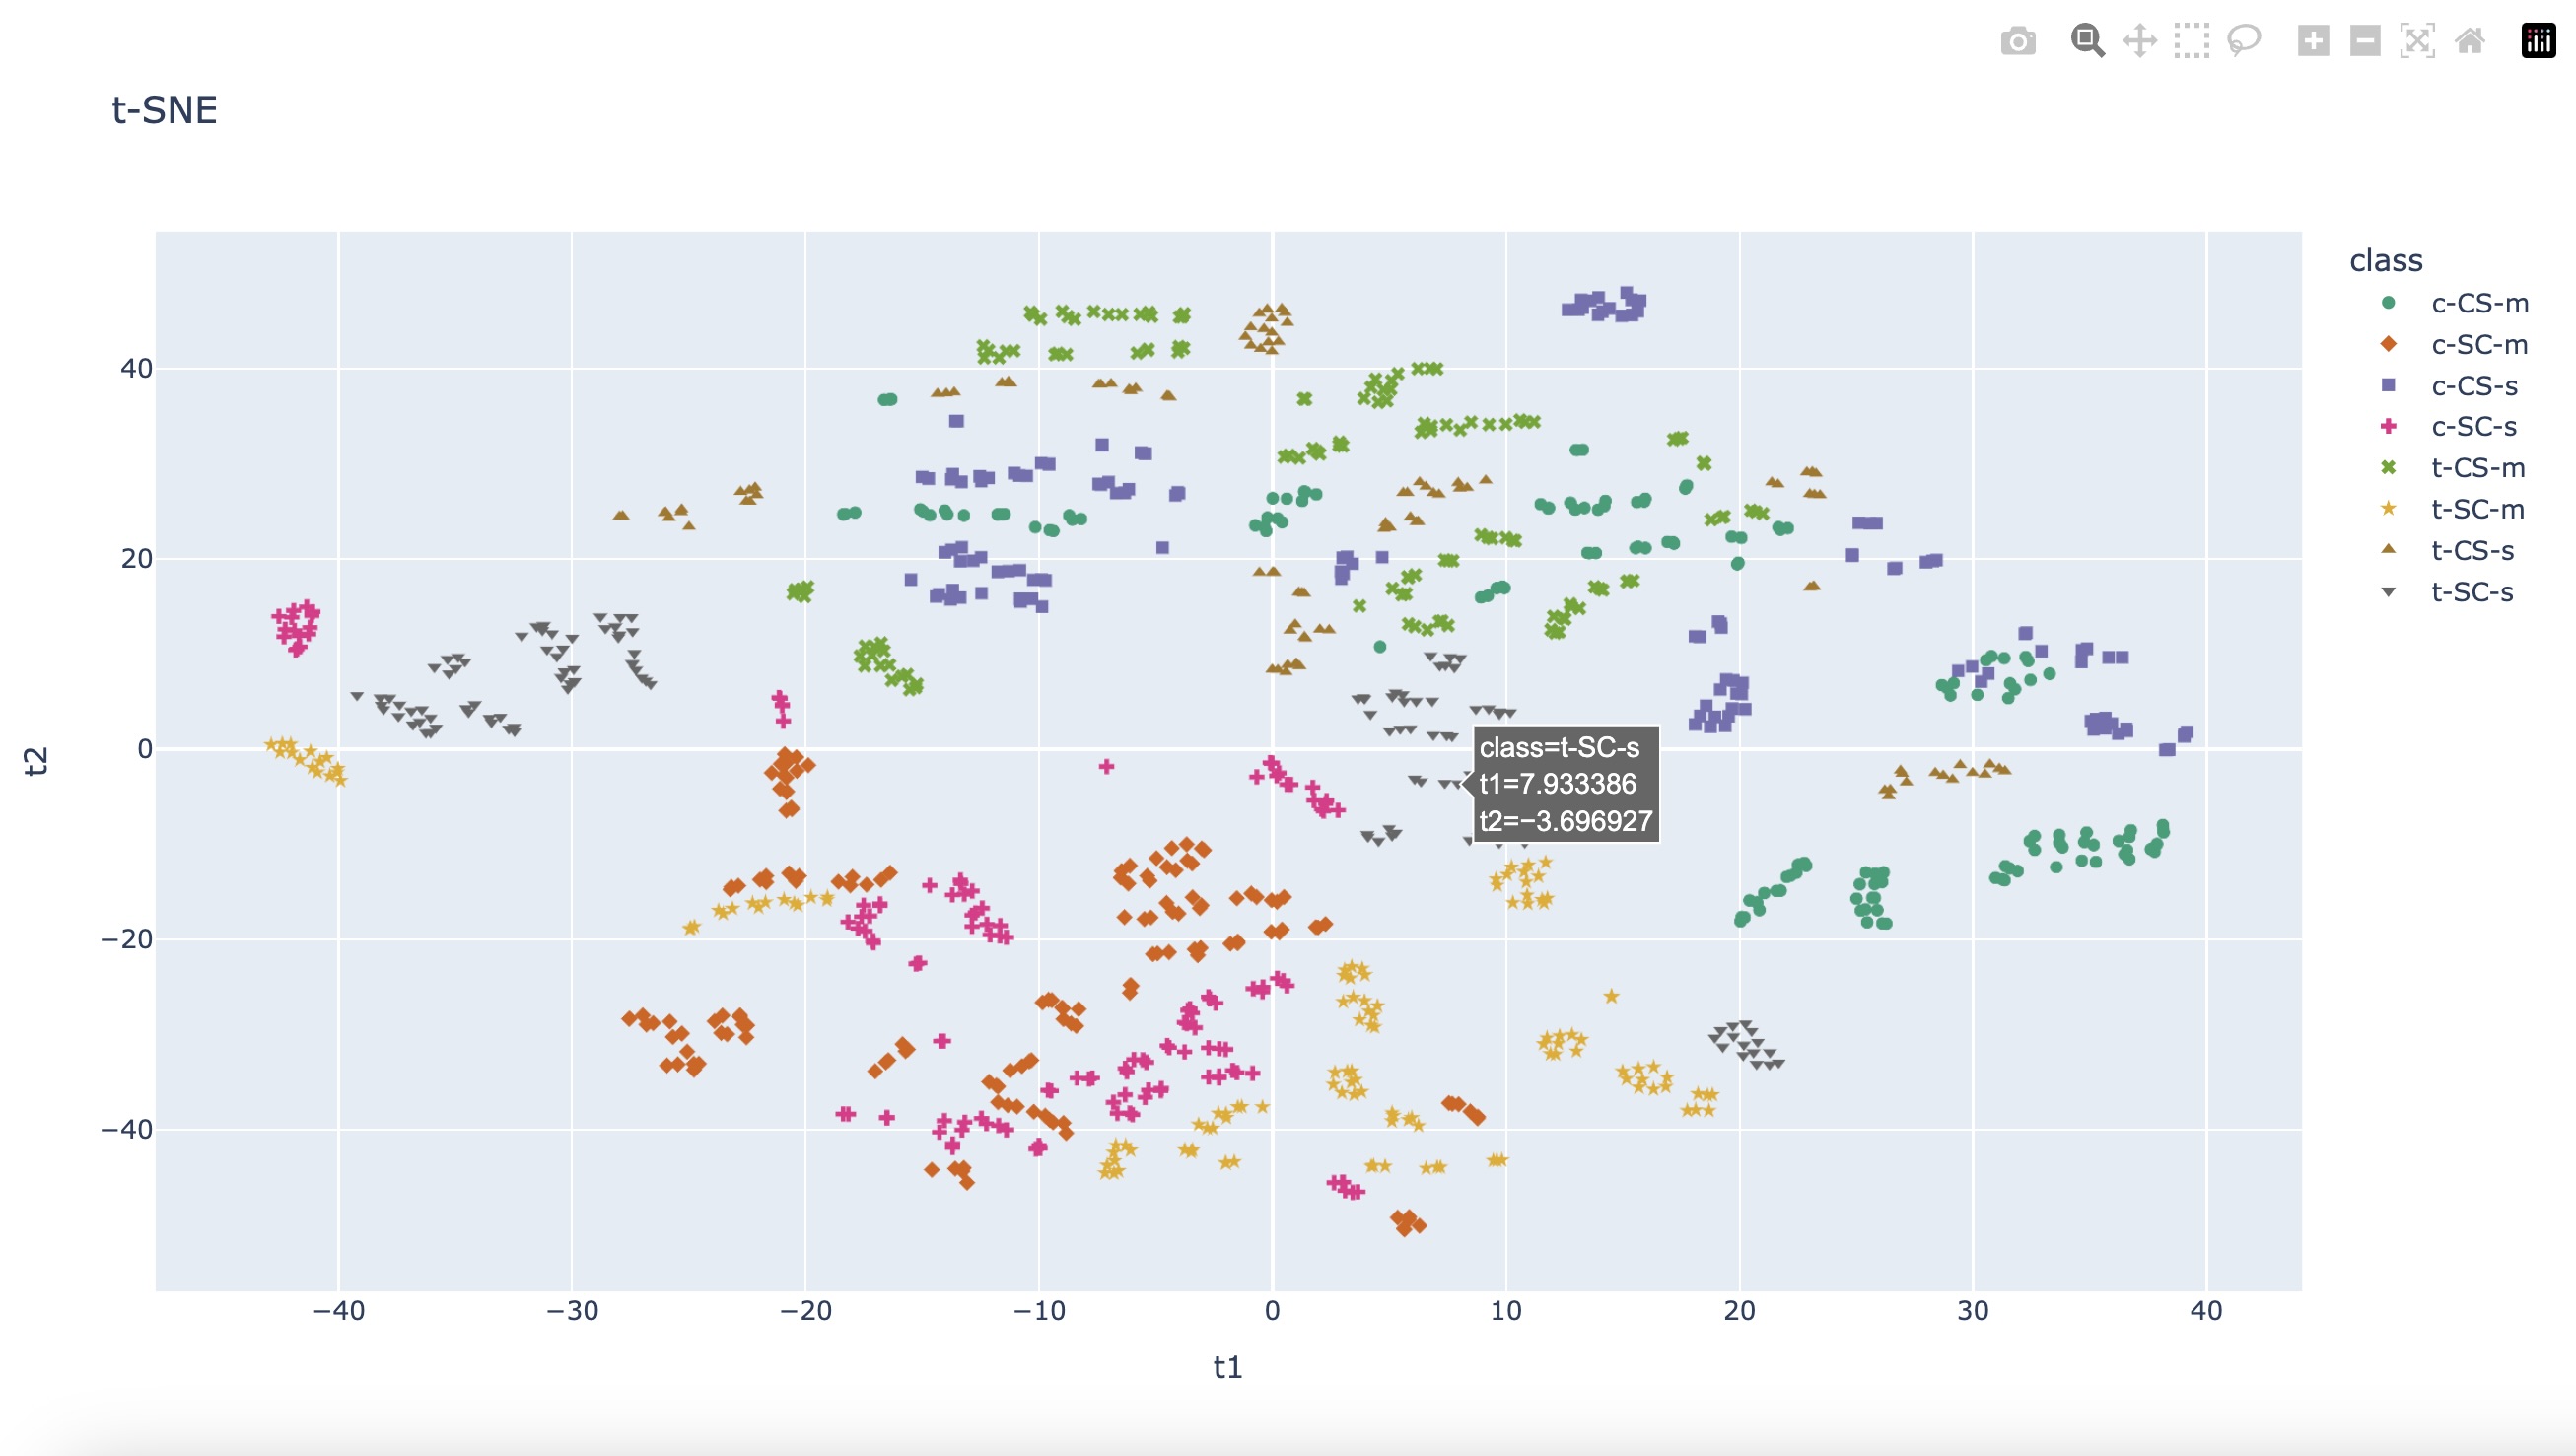 t-SNE
class
c-CS-m
c-SC-m
c-CS-s
c-SC-s
t-CS-m
t-SC-m
t-CS-s
t-SC-s
40
20
0
−20
−40
t2
class=t-SC-s
t1=7.933386
t2=−3.696927
−40
−30
−20
−10
0
10
20
30
40
t1